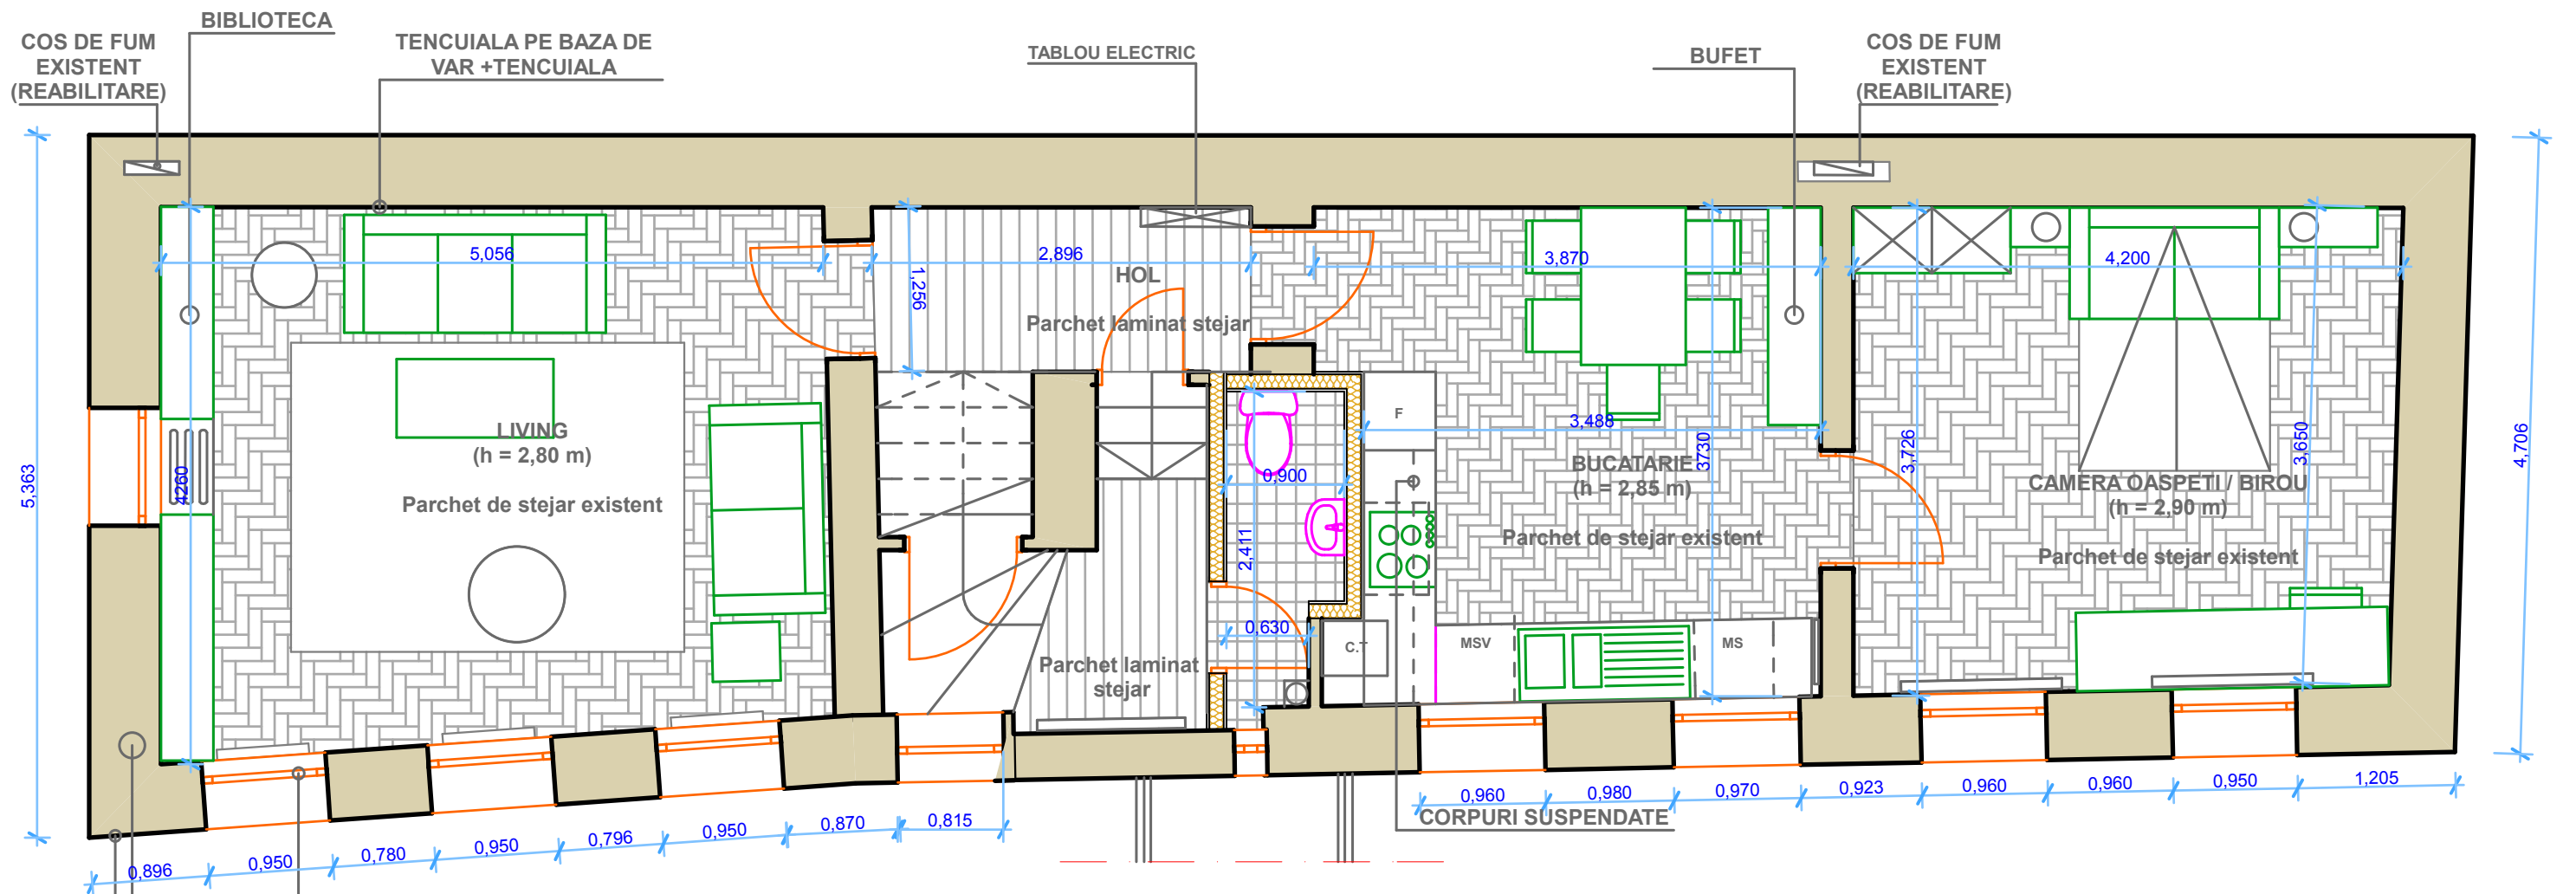 BIBLIOTECA
COS DE FUM
EXISTENT
(REABILITARE)
TENCUIALA PE BAZA DE
VAR +TENCUIALA
TABLOU ELECTRIC
BUFET
COS DE FUM
EXISTENT
(REABILITARE)
5,056
2,896
3,870
4,200
HOL
1,256
Parchet laminat stejar
F
3,488
LIVING
(h = 2,80 m)
Parchet de stejar existent
4260
5,363
0,900
2,411
BUCATARIE
(h = 2,85 m)
Parchet de stejar existent
3730
3,726
CAMERA OASPETI / BIROU
(h = 2,90 m)
Parchet de stejar existent
3,650
4,706
0,630
C.T
MSV
MS
Parchet laminat
stejar
0,960
0,980
0,970
0,923
0,960
0,960
0,950
1,205
CORPURI SUSPENDATE
0,896
0,950
0,780
0,950
0,796
0,950
0,870
0,815